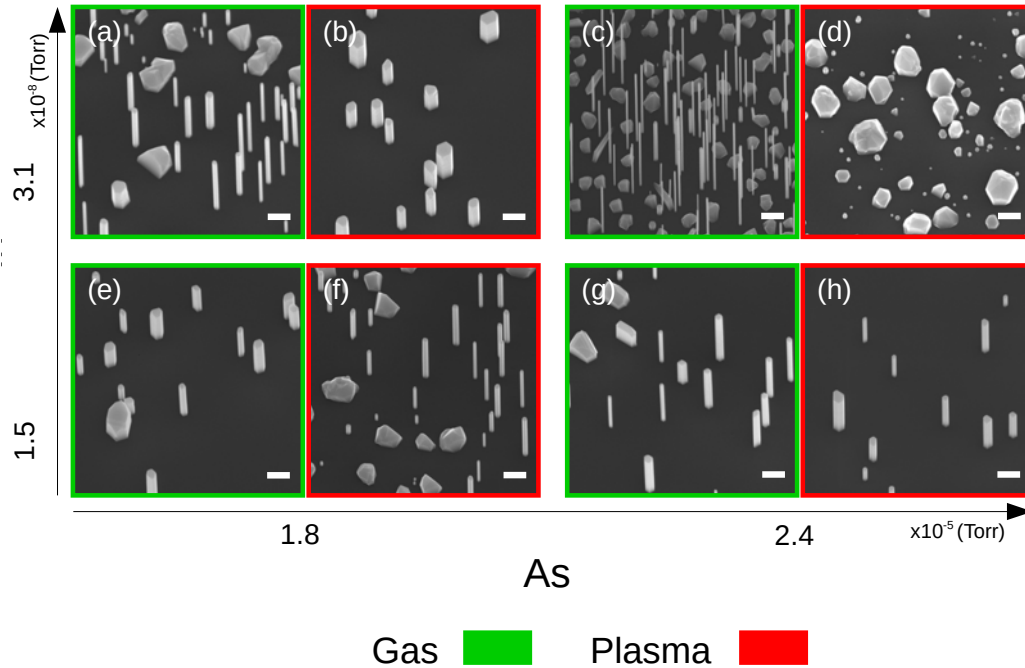 (a) (b) (c) (d)
x10⁻⁸ (Torr)
3.1
(e) (f) (g) (h)
1.5
1.8 2.4 x10⁻⁵ (Torr)
As
Gas Plasma